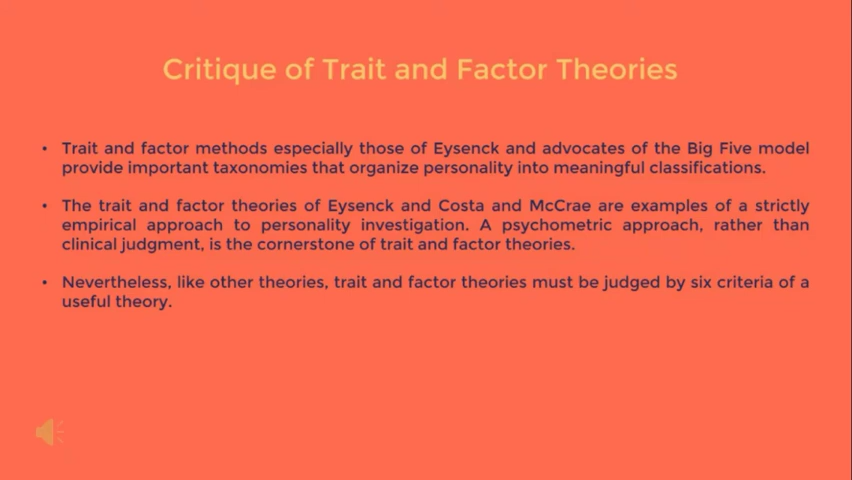 Critique of Trait and Factor Theories
• Trait and factor methods especially those of Eysenck and advocates of the Big Five model
provide important taxonomies that organize personality into meaningful classifications.
• The trait and factor theories of Eysenck and Costa and McCrae are examples of a strictly
empirical approach to personality investigation. A psychometric approach, rather than
clinical judgment, is the cornerstone of trait and factor theories.
• Nevertheless, like other theories, trait and factor theories must be judged by six criteria of a
useful theory.